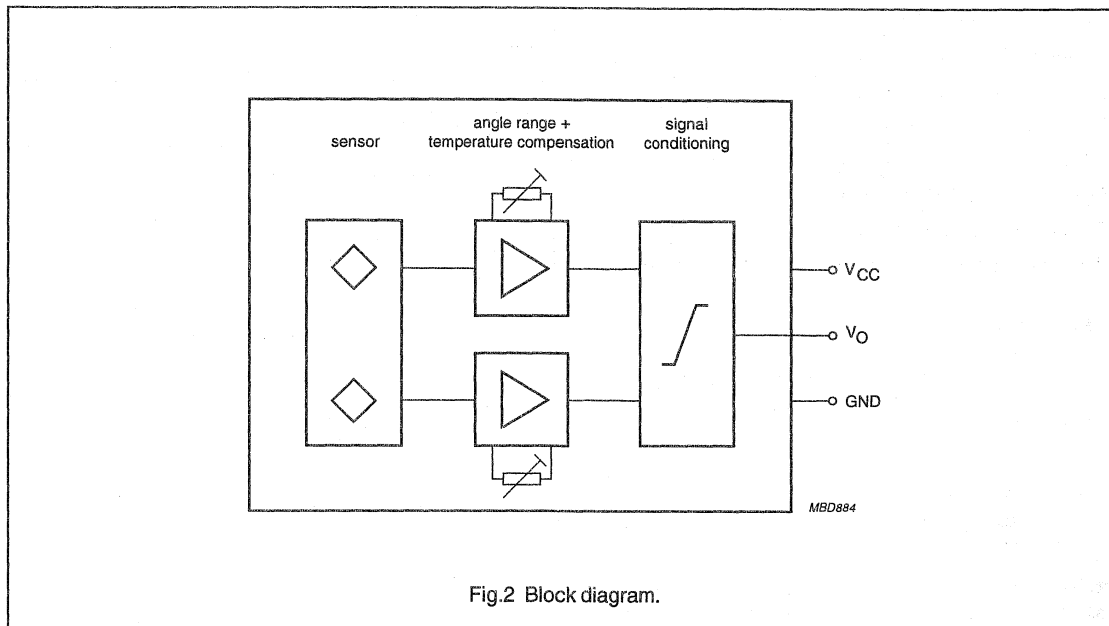 sensor
angle range +
temperature compensation
signal
conditioning
VCC
VO
GND
MBD884
Fig.2 Block diagram.